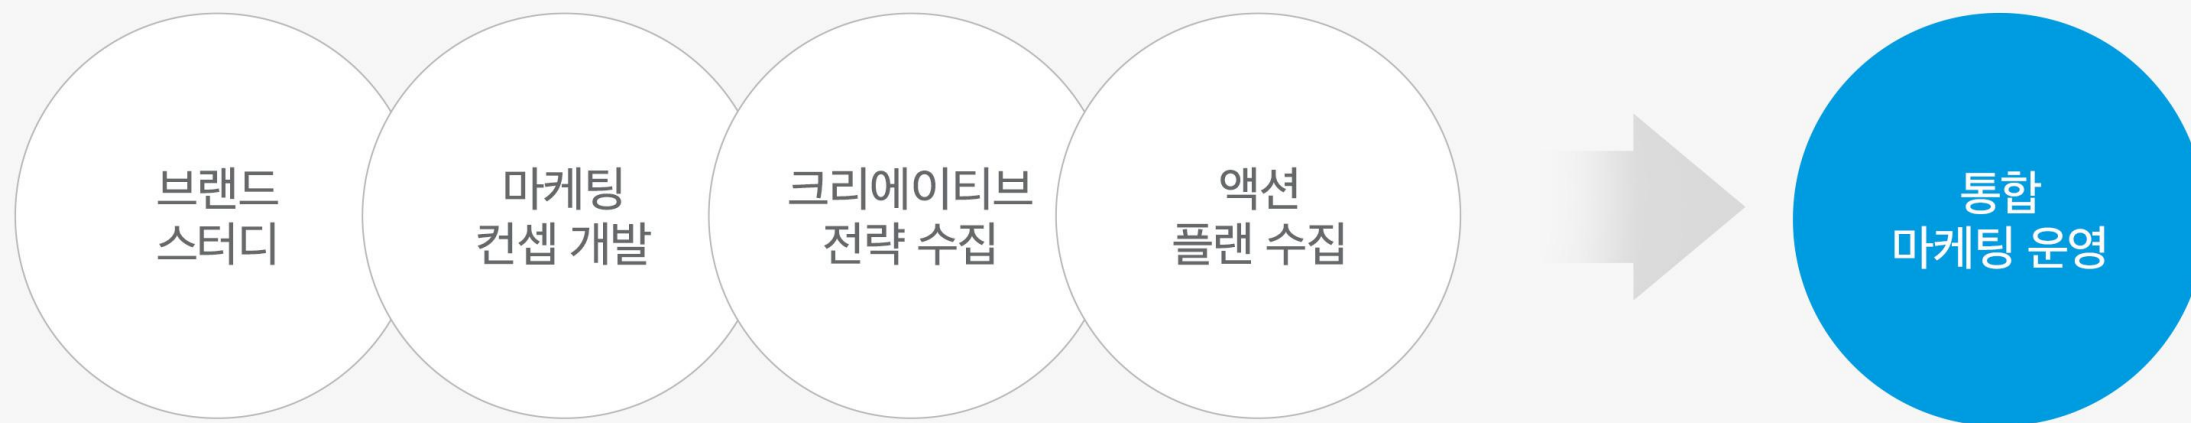 브랜드
스터디
마케팅
컨셉 개발
크리에이티브
전략 수집
액션
플랜 수집
통합
마케팅 운영